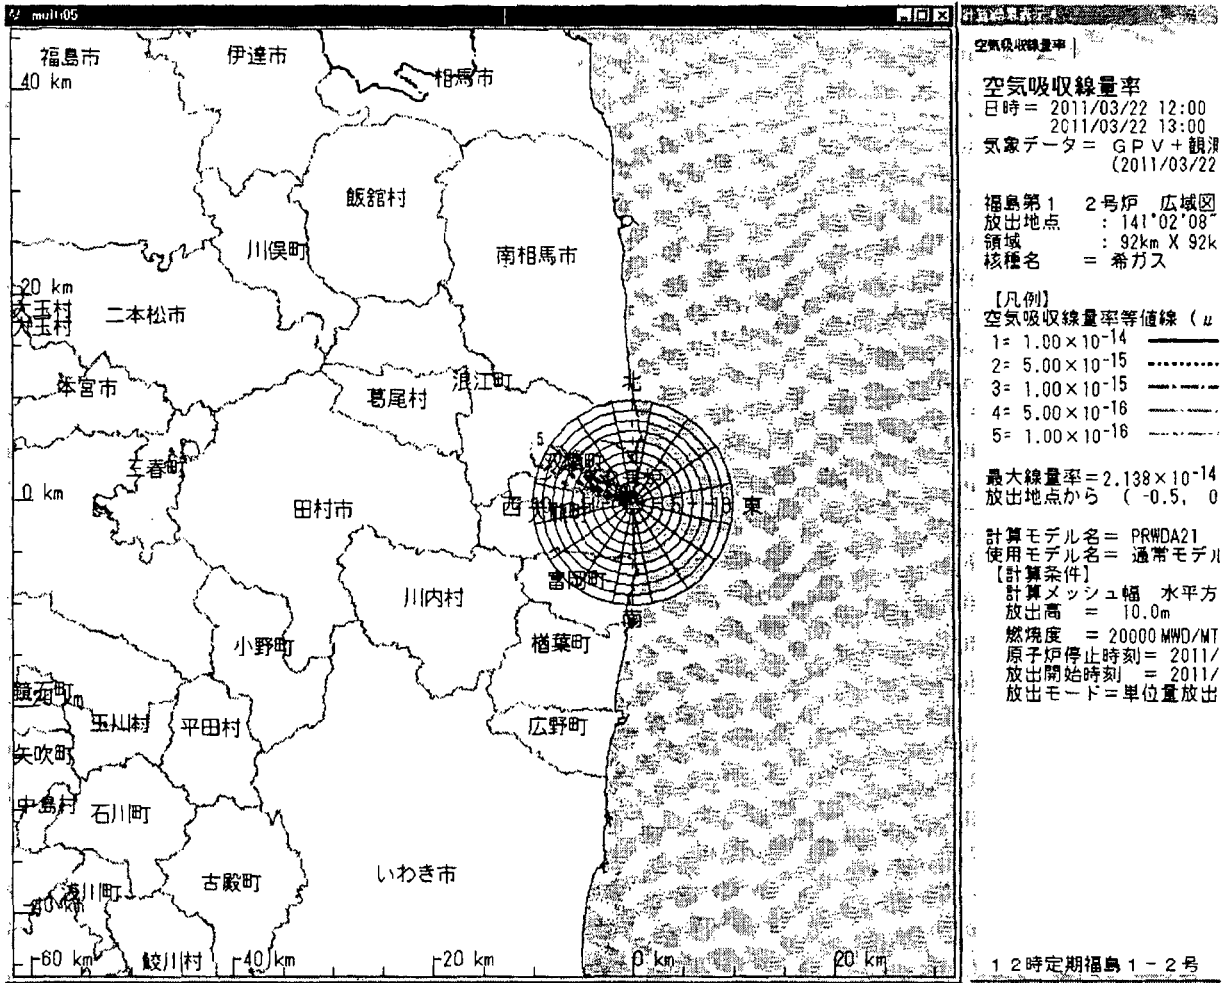 multi05
福島市
伊達市
相馬市
40 km
飯舘村
川俣町
南相馬市
20 km
大玉村
大玉村
二本松市
本宮市
葛尾村
浪江町
北
三春町
双葉町
0 km
田村市
西
東
富岡町
川内村
南
小野町
楢葉町
玉川村
平田村
広野町
矢吹町
中島村
石川町
古殿町
いわき市
浅川町
鮫川村
-60 km
-40 km
-20 km
0 km
20 km
空気吸収線量率
空気吸収線量率
日時= 2011/03/22 12:00
2011/03/22 13:00
気象データ= GPV+観測
(2011/03/22
福島第1 2号炉 広域図
放出地点 : 141°02'08"
領域 : 92km X 92k
核種名 = 希ガス
【凡例】
空気吸収線量率等値線 (μ
1= 1.00×10⁻¹⁴
2= 5.00×10⁻¹⁵
3= 1.00×10⁻¹⁵
4= 5.00×10⁻¹⁶
5= 1.00×10⁻¹⁶
最大線量率=2.138×10⁻¹⁴
放出地点から ( -0.5, 0
計算モデル名= PRWDA21
使用モデル名= 通常モデル
【計算条件】
計算メッシュ幅 水平方
放出高 = 10.0m
燃焼度 = 20000MWD/MT
原子炉停止時刻= 2011/
放出開始時刻 = 2011/
放出モード=単位量放出
12時定期福島1-2号